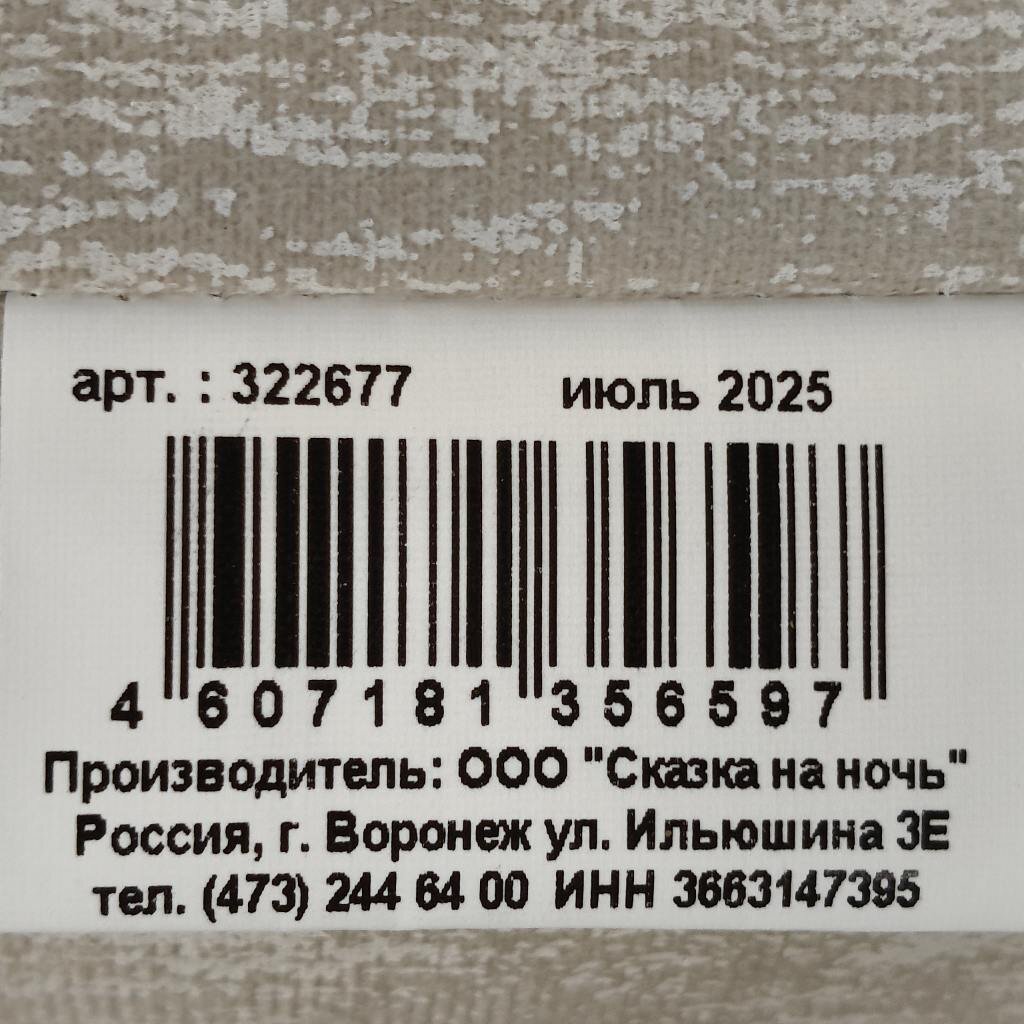 арт. : 322677 июль 2025
4 607181 356597
Производитель: ООО "Сказка на ночь"
Россия, г. Воронеж ул. Ильюшина 3Е
тел. (473) 244 64 00 ИНН 3663147395